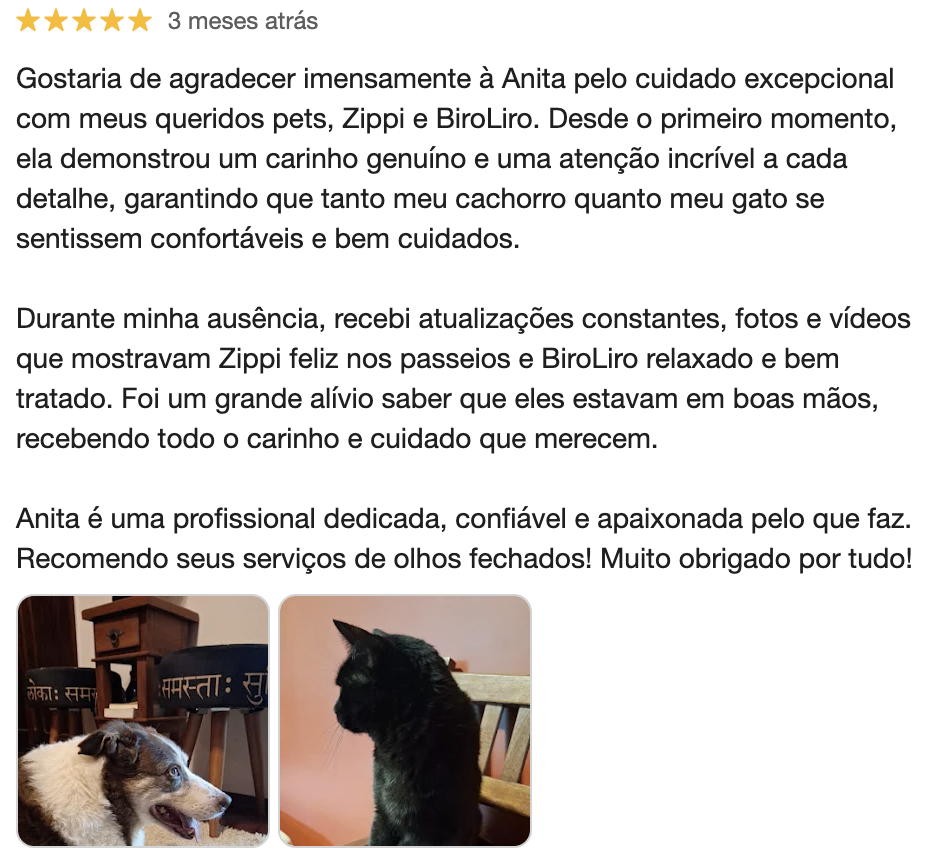 3 meses atrás
Gostaria de agradecer imensamente à Anita pelo cuidado excepcional
com meus queridos pets, Zippi e BiroLiro. Desde o primeiro momento,
ela demonstrou um carinho genuíno e uma atenção incrível a cada
detalhe, garantindo que tanto meu cachorro quanto meu gato se
sentissem confortáveis e bem cuidados.
Durante minha ausência, recebi atualizações constantes, fotos e vídeos
que mostravam Zippi feliz nos passeios e BiroLiro relaxado e bem
tratado. Foi um grande alívio saber que eles estavam em boas mãos,
recebendo todo o carinho e cuidado que merecem.
Anita é uma profissional dedicada, confiável e apaixonada pelo que faz.
Recomendo seus serviços de olhos fechados! Muito obrigado por tudo!
लोका: समस
:समस्ता: सु